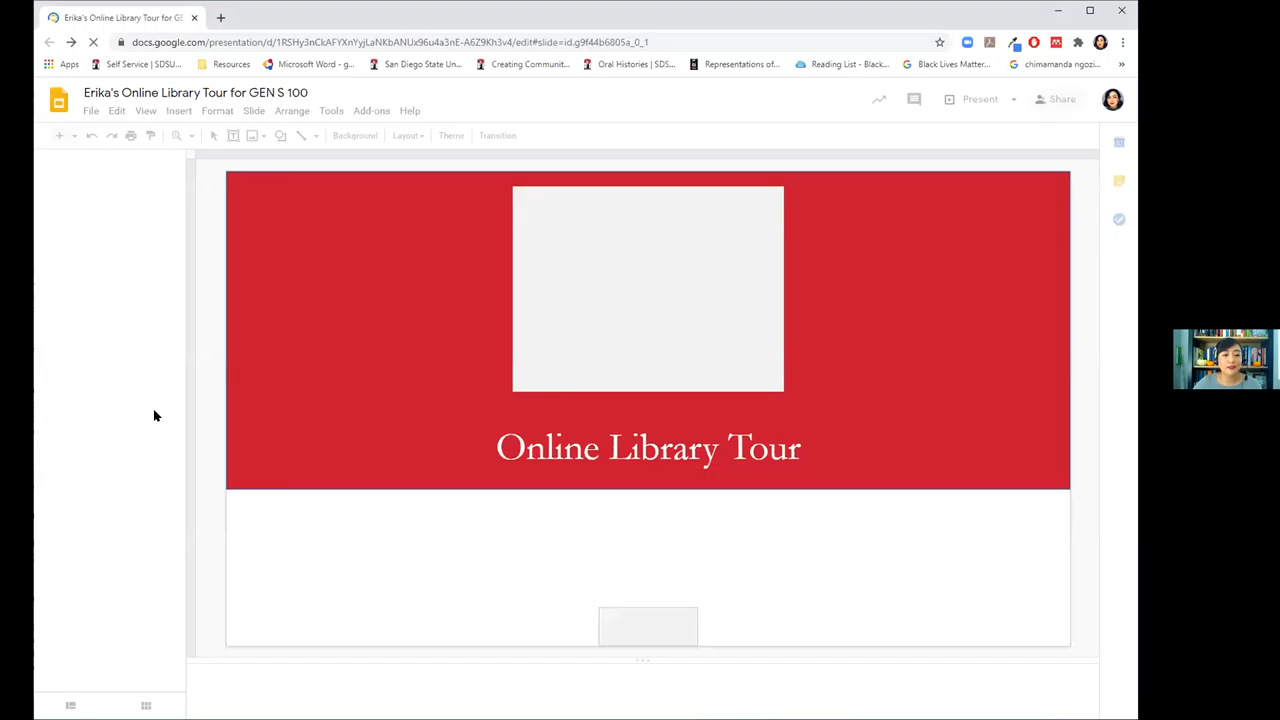 Erika's Online Library Tour for GE
docs.google.com/presentation/d/1RSHy3nCkAFYXnYvjLaNKbANUx96u4a3nE-A6Z9Kh3v4/edit#slide=id.g9f44b6805a_0_1
Apps Self Service | SDSU... Resources Microsoft Word - g... San Diego State Un... Creating Communit... Oral Histories | SDS... Representations of... Reading List - Black... Black Lives Matter... chimamanda ngozi... »
Erika's Online Library Tour for GEN S 100
File Edit View Insert Format Slide Arrange Tools Add-ons Help
Present Share
Background Layout Theme Transition
Online Library Tour